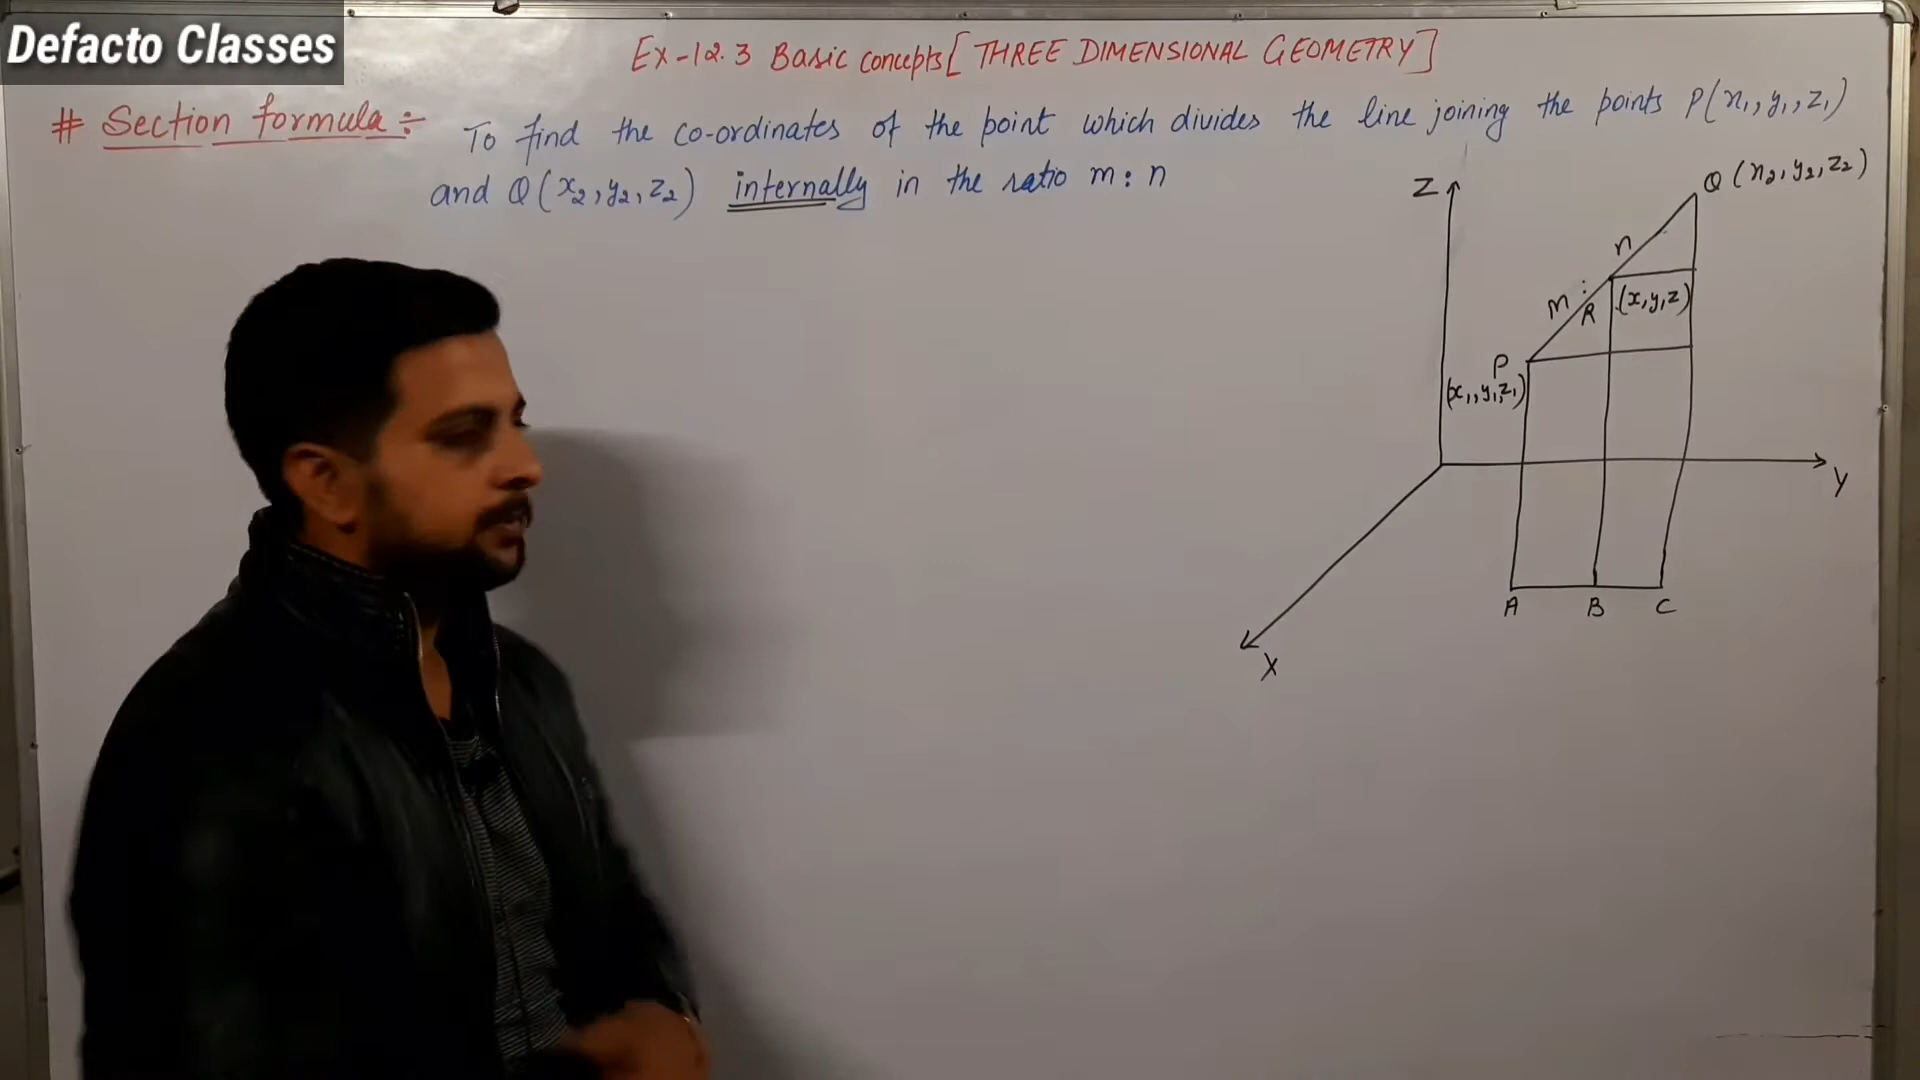 Defacto Classes
Ex-12.3 Basic concepts [THREE DIMENSIONAL GEOMETRY]
# Section formula :-
To find the co-ordinates of the point which divides the line joining the points P(x₁, y₁, z₁)
and Q(x₂, y₂, z₂) internally in the ratio m : n
Z
Q (x₂, y₂, z₂)
n
m :
R
(x, y, z)
P
(x₁, y₁, z₁)
Y
A B C
X